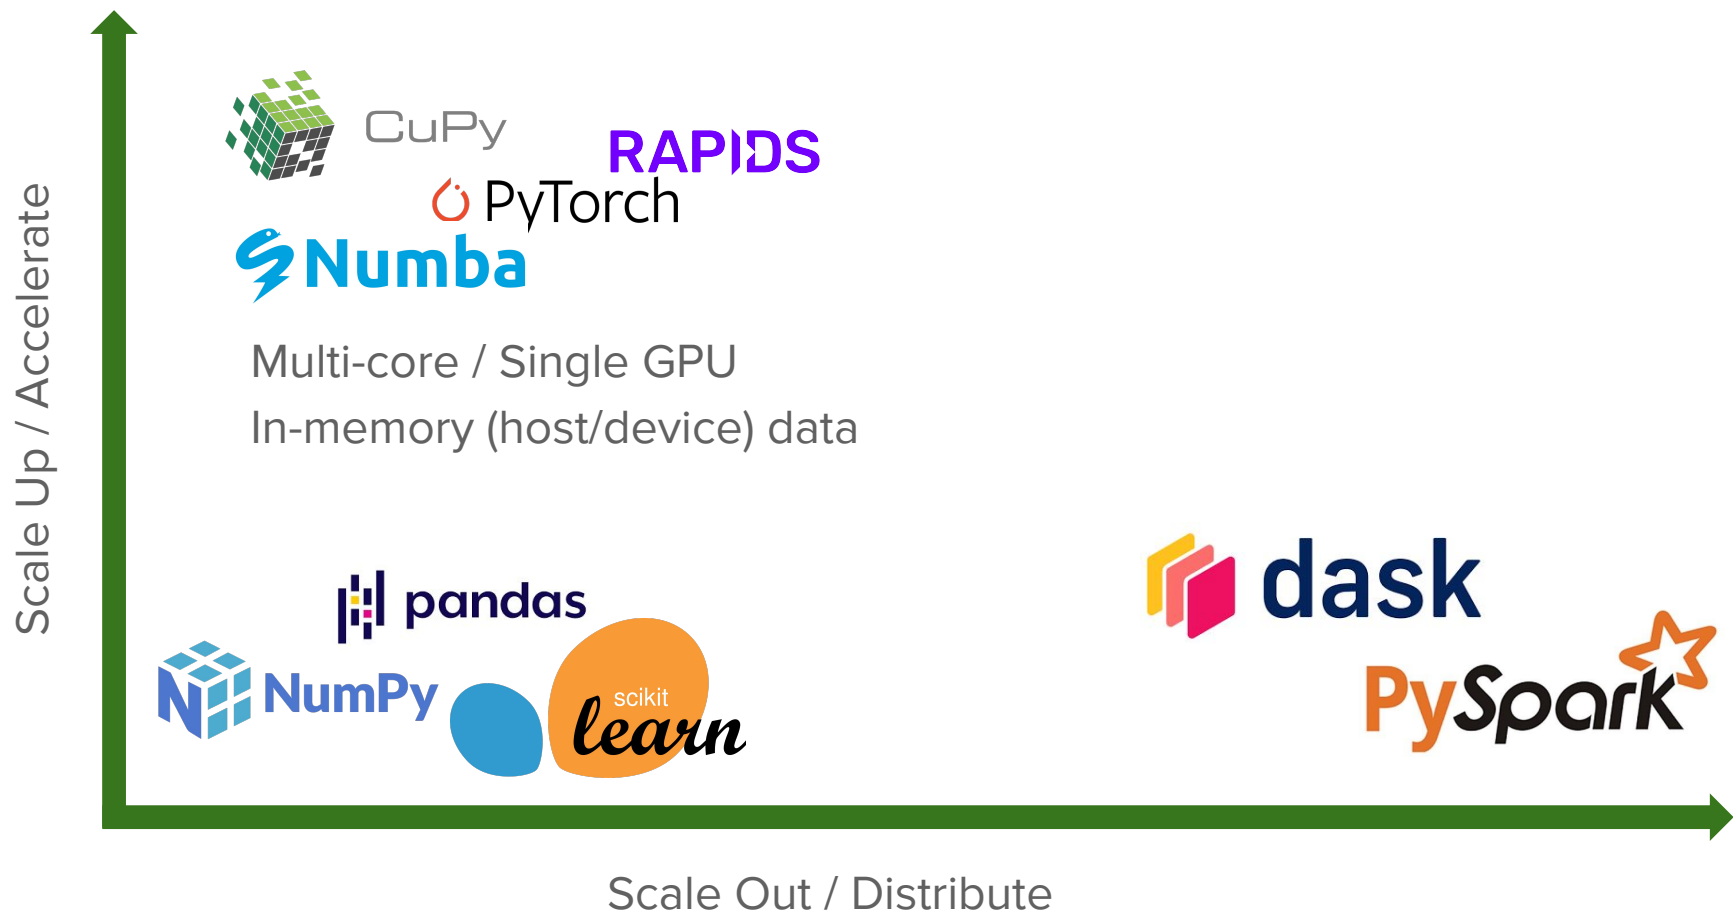 Scale Up / Accelerate
CuPy
RAPIDS
PyTorch
Numba
Multi-core / Single GPU
In-memory (host/device) data
pandas
NumPy
scikit
learn
dask
PySpark
Scale Out / Distribute